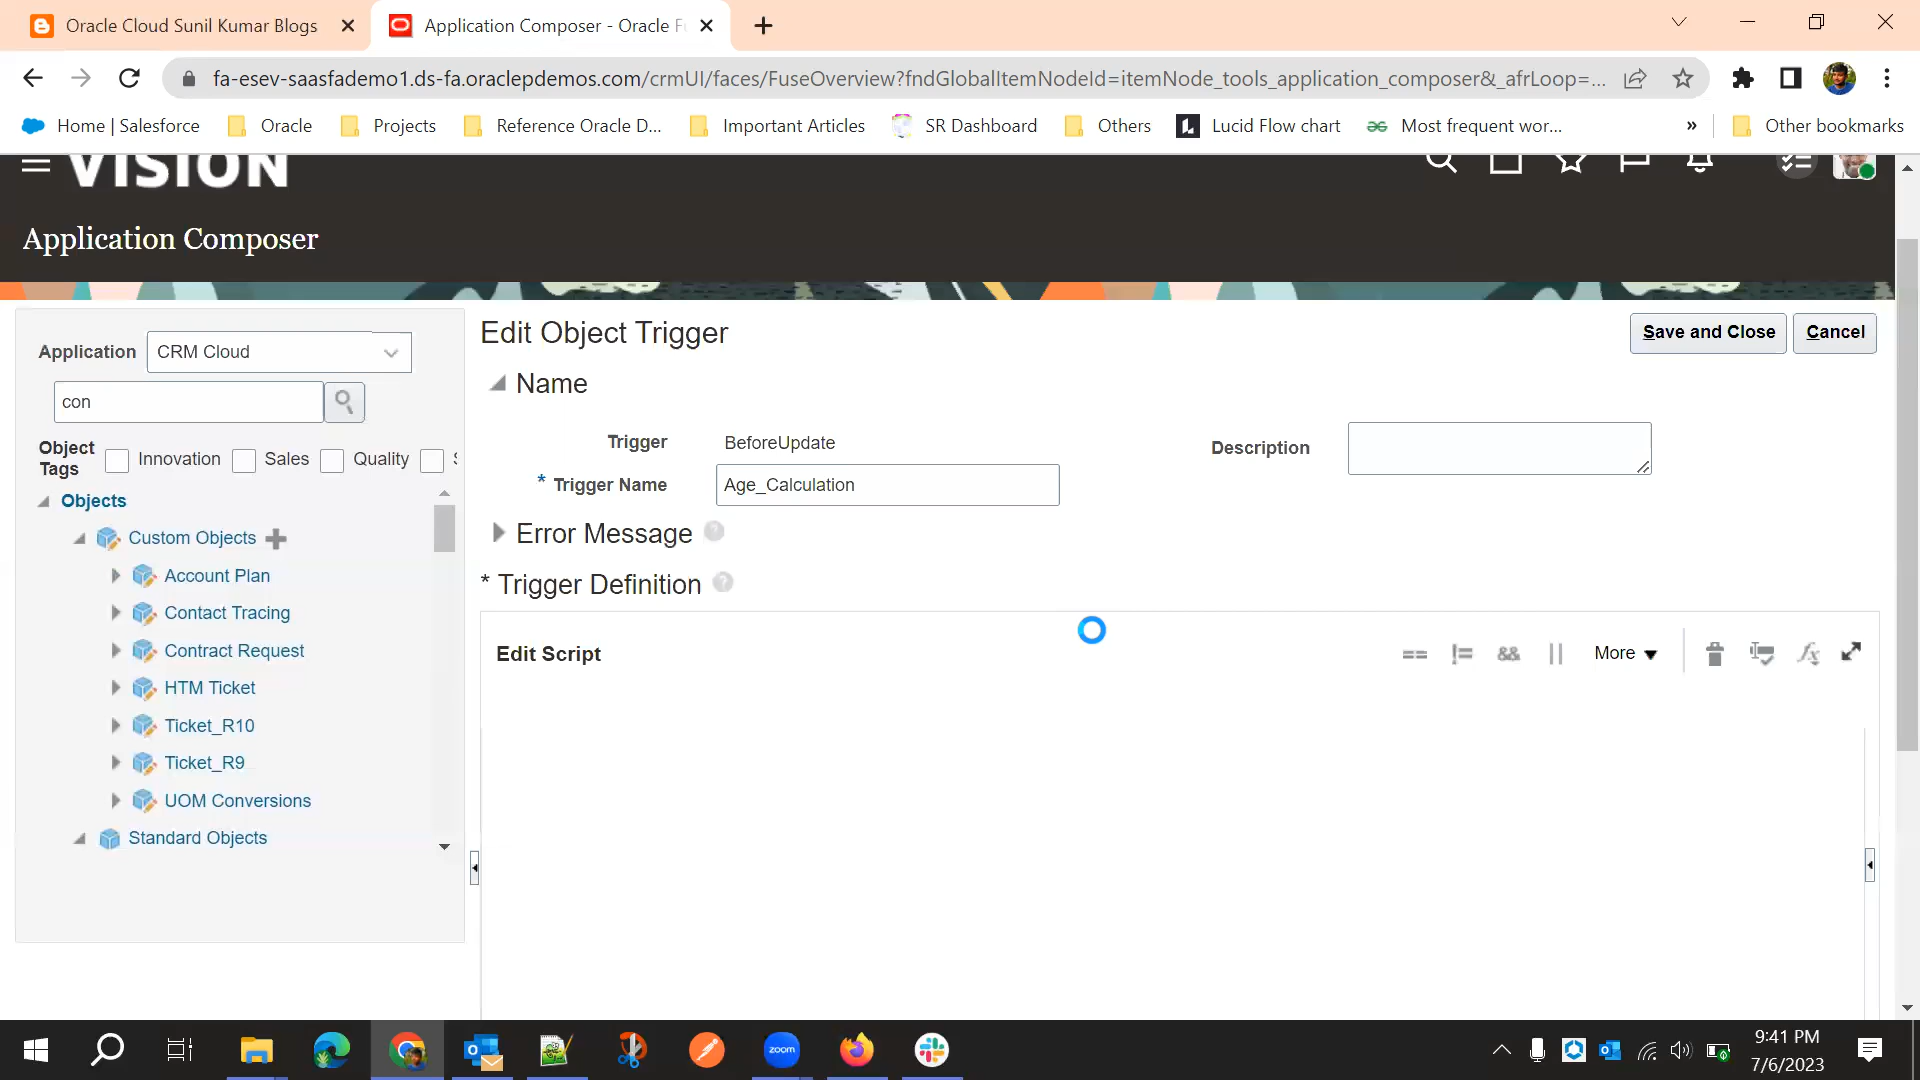 Oracle Cloud Sunil Kumar Blogs
Application Composer - Oracle F
fa-esev-saasfademo1.ds-fa.oraclepdemos.com/crmUI/faces/FuseOverview?fndGlobalItemNodeId=itemNode_tools_application_composer&_afrLoop=...
Home | Salesforce
Oracle
Projects
Reference Oracle D...
Important Articles
SR Dashboard
Others
Lucid Flow chart
Most frequent wor...
»
Other bookmarks
VISION
Application Composer
Application
CRM Cloud
con
Object Tags
Innovation
Sales
Quality
Objects
Custom Objects
Account Plan
Contact Tracing
Contract Request
HTM Ticket
Ticket_R10
Ticket_R9
UOM Conversions
Standard Objects
Edit Object Trigger
Save and Close
Cancel
Name
Trigger
BeforeUpdate
Description
* Trigger Name
Age_Calculation
Error Message
* Trigger Definition
Edit Script
==
!=
&&
||
More
fx
zoom
9:41 PM
7/6/2023